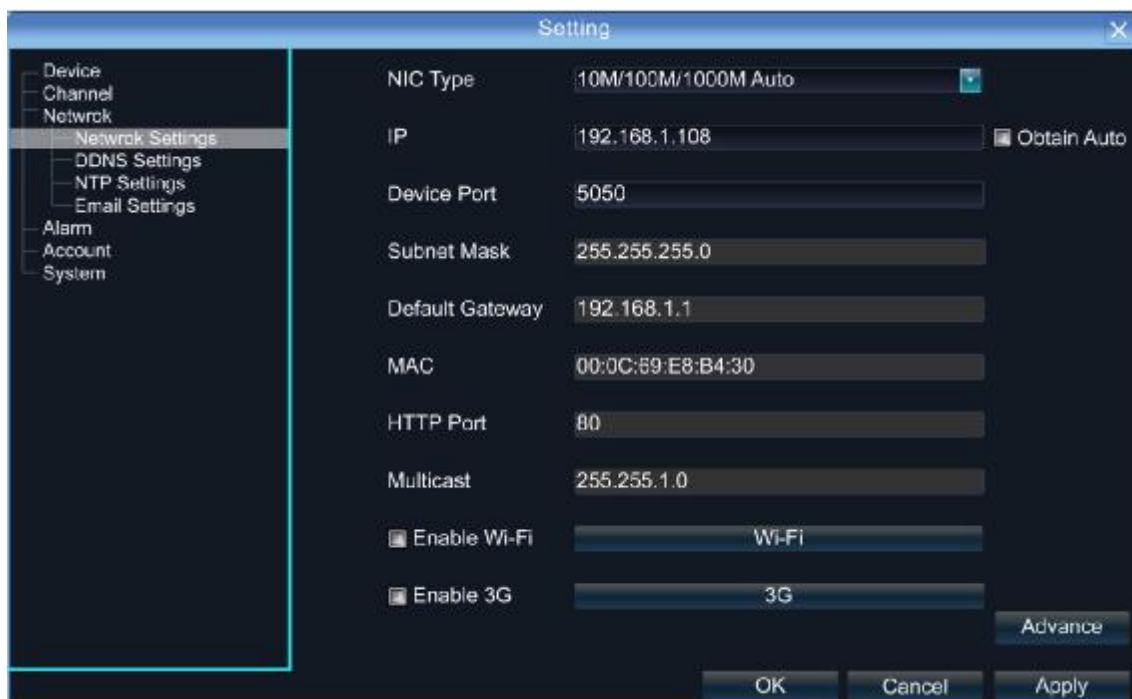 Setting
Device
Channel
Netwrok
Netwrok Settings
DDNS Settings
NTP Settings
Email Settings
Alarm
Account
System
NIC Type 10M/100M/1000M Auto
IP 192.168.1.108 Obtain Auto
Device Port 5050
Subnet Mask 255.255.255.0
Default Gateway 192.168.1.1
MAC 00:0C:69:E8:B4:30
HTTP Port 80
Multicast 255.255.1.0
Enable Wi-Fi Wi-Fi
Enable 3G 3G
Advance
OK Cancel Apply